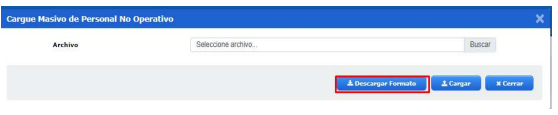 Cargue Masivo de Personal No Operativo
Archivo Seleccione archivo... Buscar
Descargar Formato Cargar Cerrar